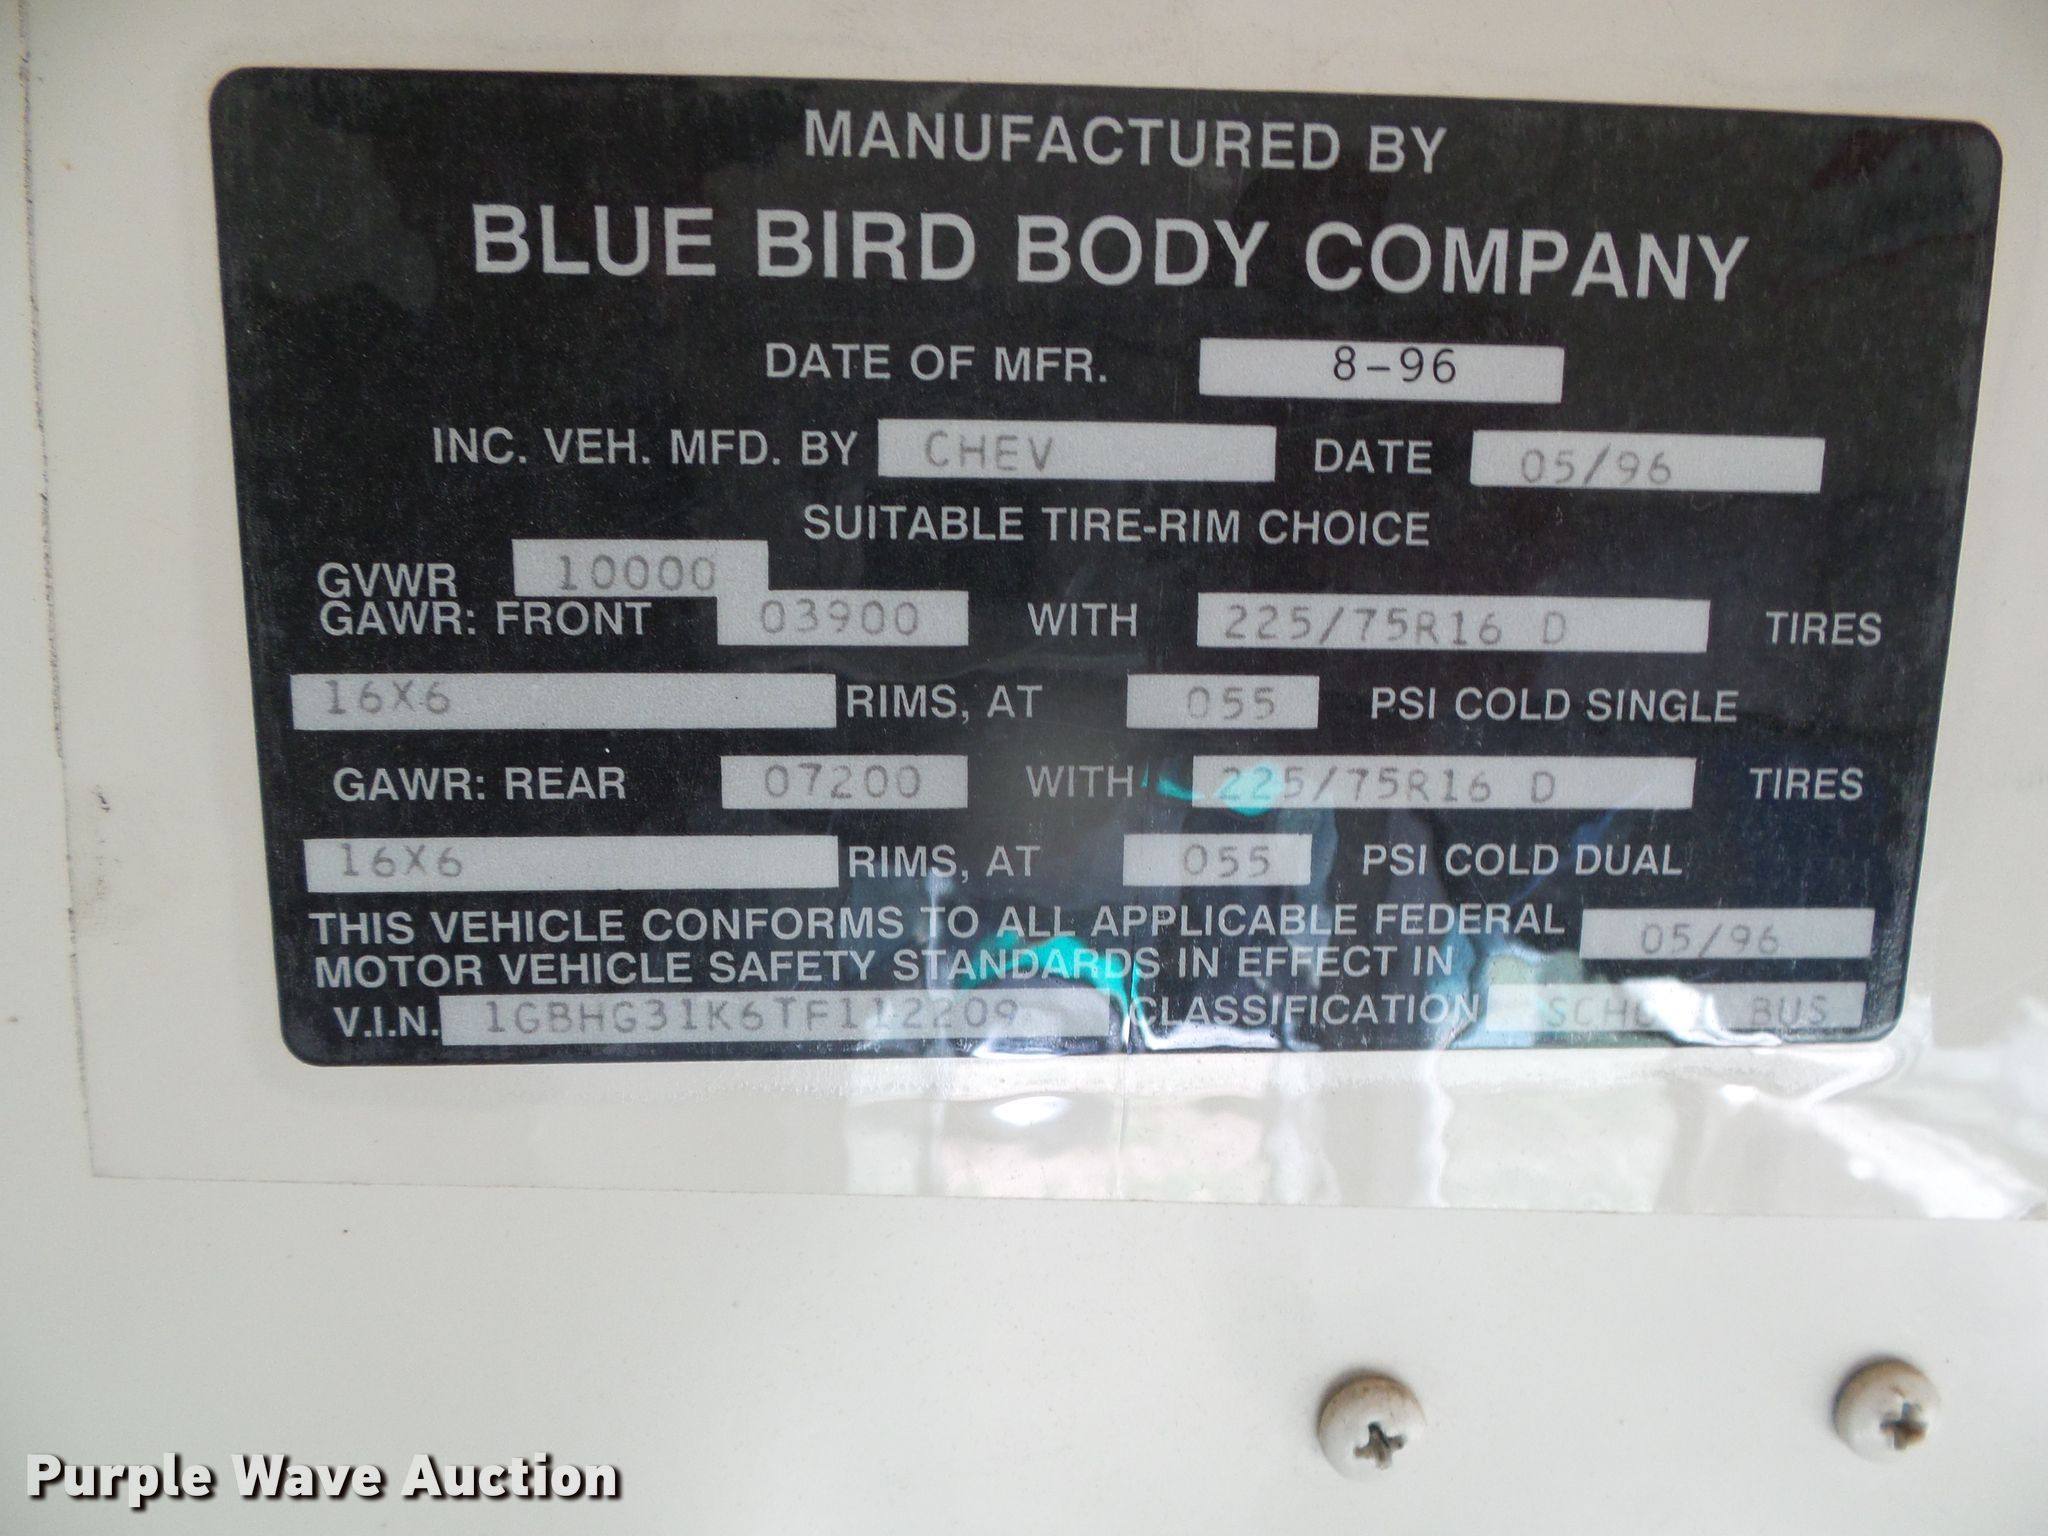 MANUFACTURED BY
BLUE BIRD BODY COMPANY
DATE OF MFR. 8-96
INC. VEH. MFD. BY CHEV DATE 05/96
SUITABLE TIRE-RIM CHOICE
GVWR 10000
GAWR: FRONT 03900 WITH 225/75R16 D TIRES
16X6 RIMS, AT 055 PSI COLD SINGLE
GAWR: REAR 07200 WITH 225/75R16 D TIRES
16X6 RIMS, AT 055 PSI COLD DUAL
THIS VEHICLE CONFORMS TO ALL APPLICABLE FEDERAL 05/96
MOTOR VEHICLE SAFETY STANDARDS IN EFFECT IN
V.I.N. 1GBHG31K6TF112209 CLASSIFICATION SCHOOL BUS
Purple Wave Auction